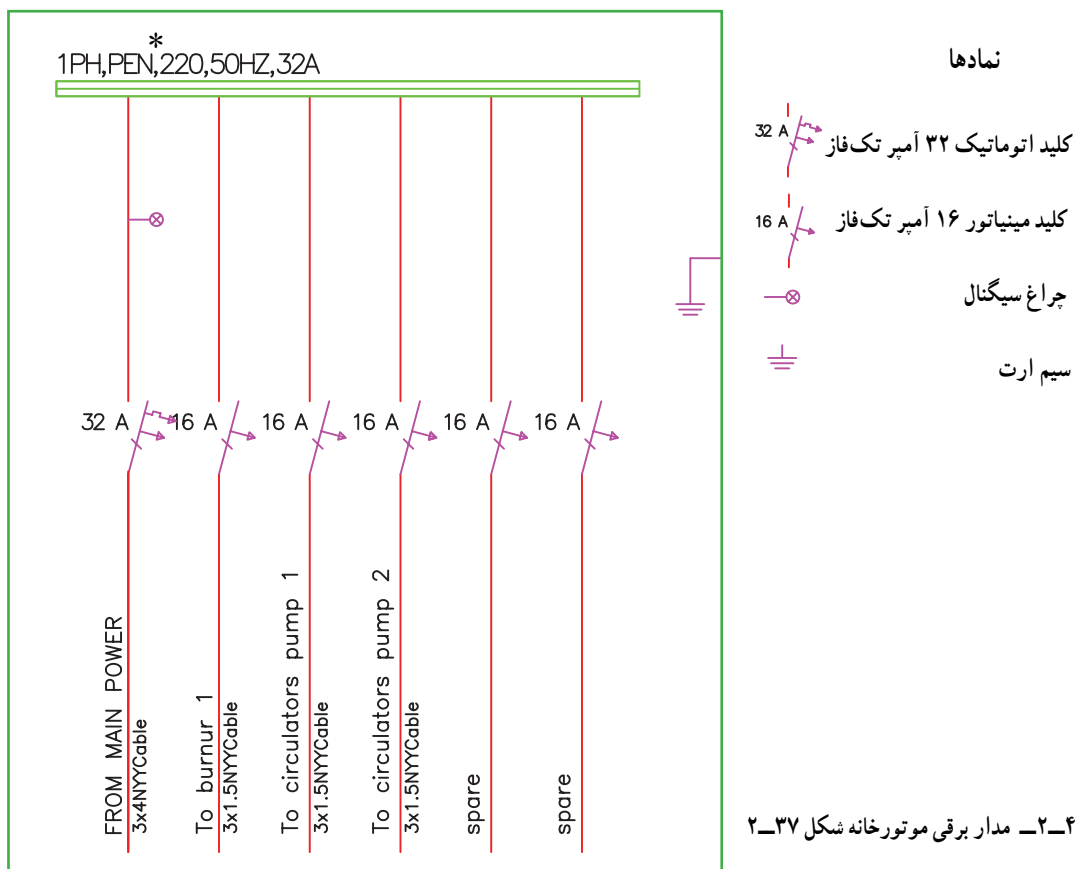 *
1PH,PEN,220,50HZ,32A
32 A
16 A
16 A
16 A
16 A
16 A
FROM MAIN POWER
3x4NYYCable
To burnur 1
3x1.5NYYCable
To circulators pump 1
3x1.5NYYCable
To circulators pump 2
3x1.5NYYCable
spare
spare
نمادها
32 A
کلید اتوماتیک ۳۲ آمپر تک‌فاز
16 A
کلید مینیاتور ۱۶ آمپر تک‌فاز
چراغ سیگنال
سیم ارت
۴ــ۲ــ مدار برقی موتورخانه شکل ۳۷ــ۲